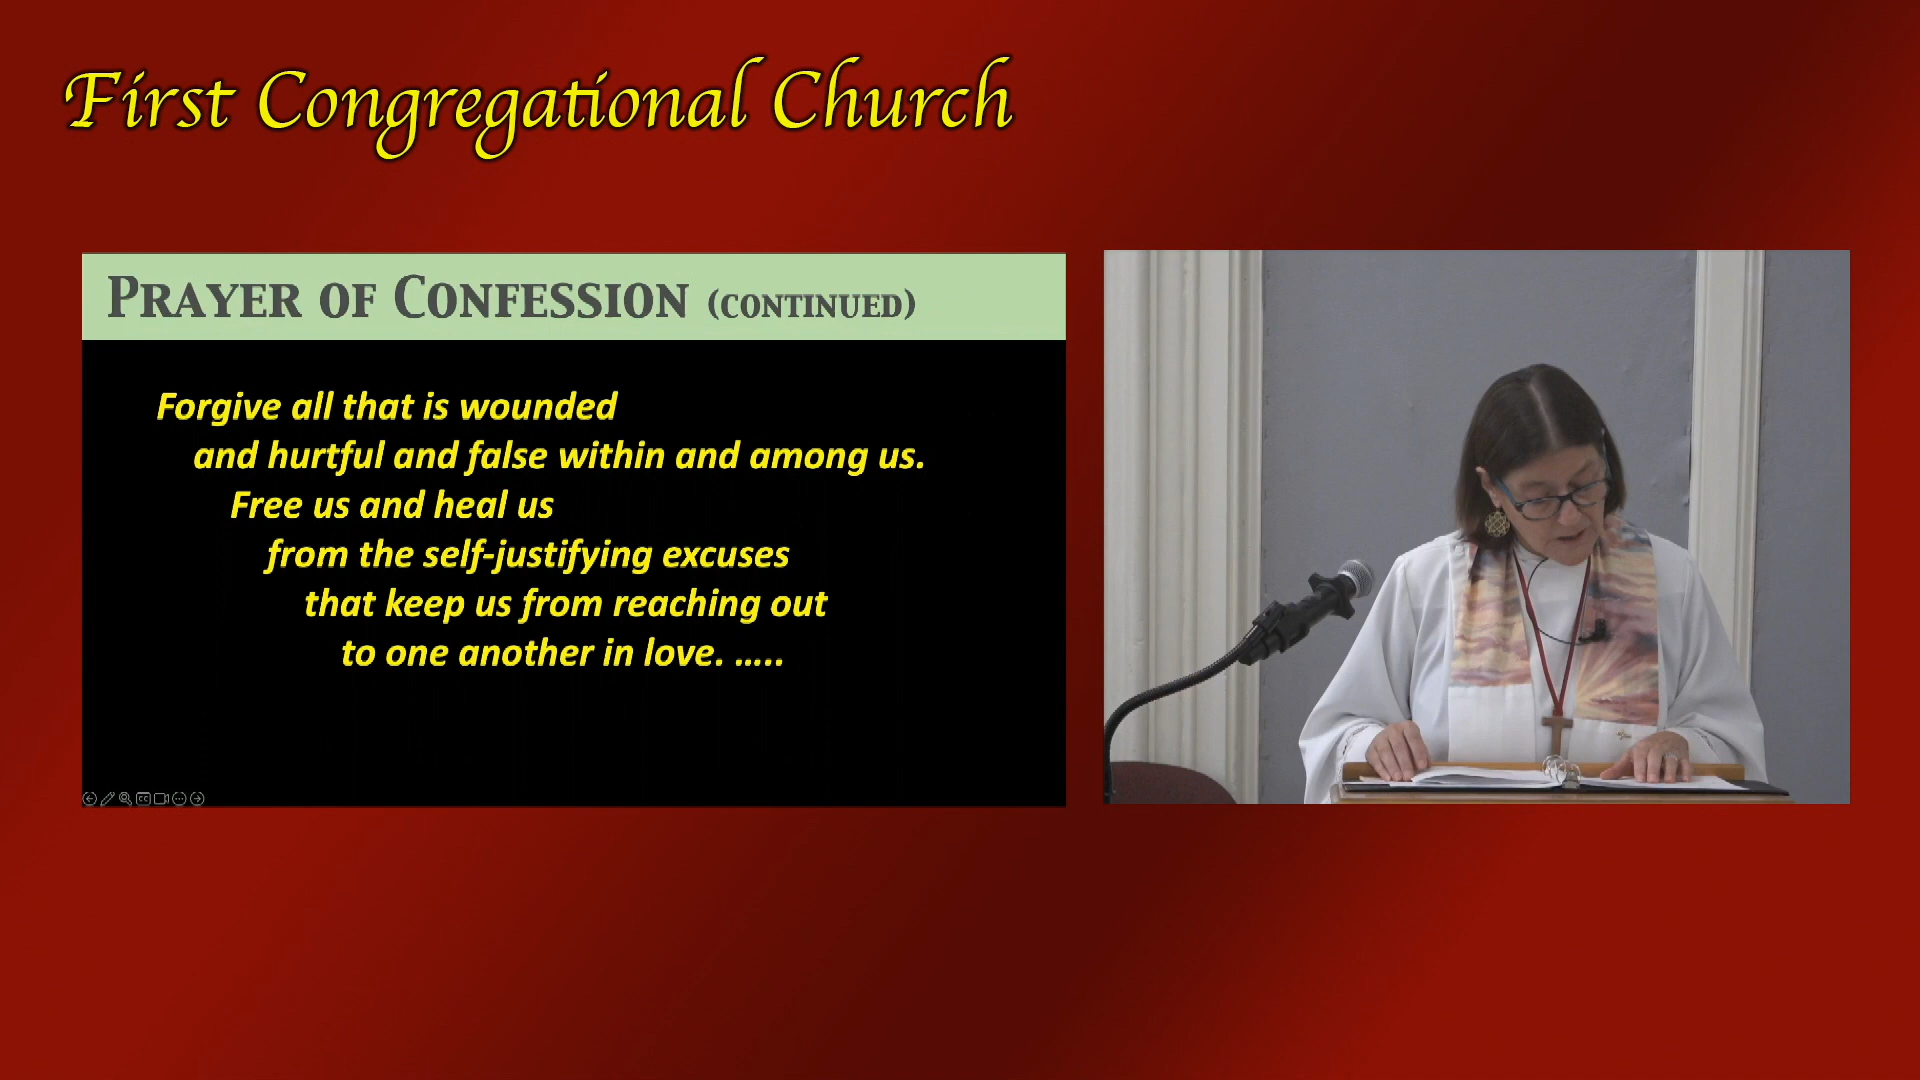 First Congregational Church
Prayer of Confession (continued)
Forgive all that is wounded
and hurtful and false within and among us.
Free us and heal us
from the self-justifying excuses
that keep us from reaching out
to one another in love. .....